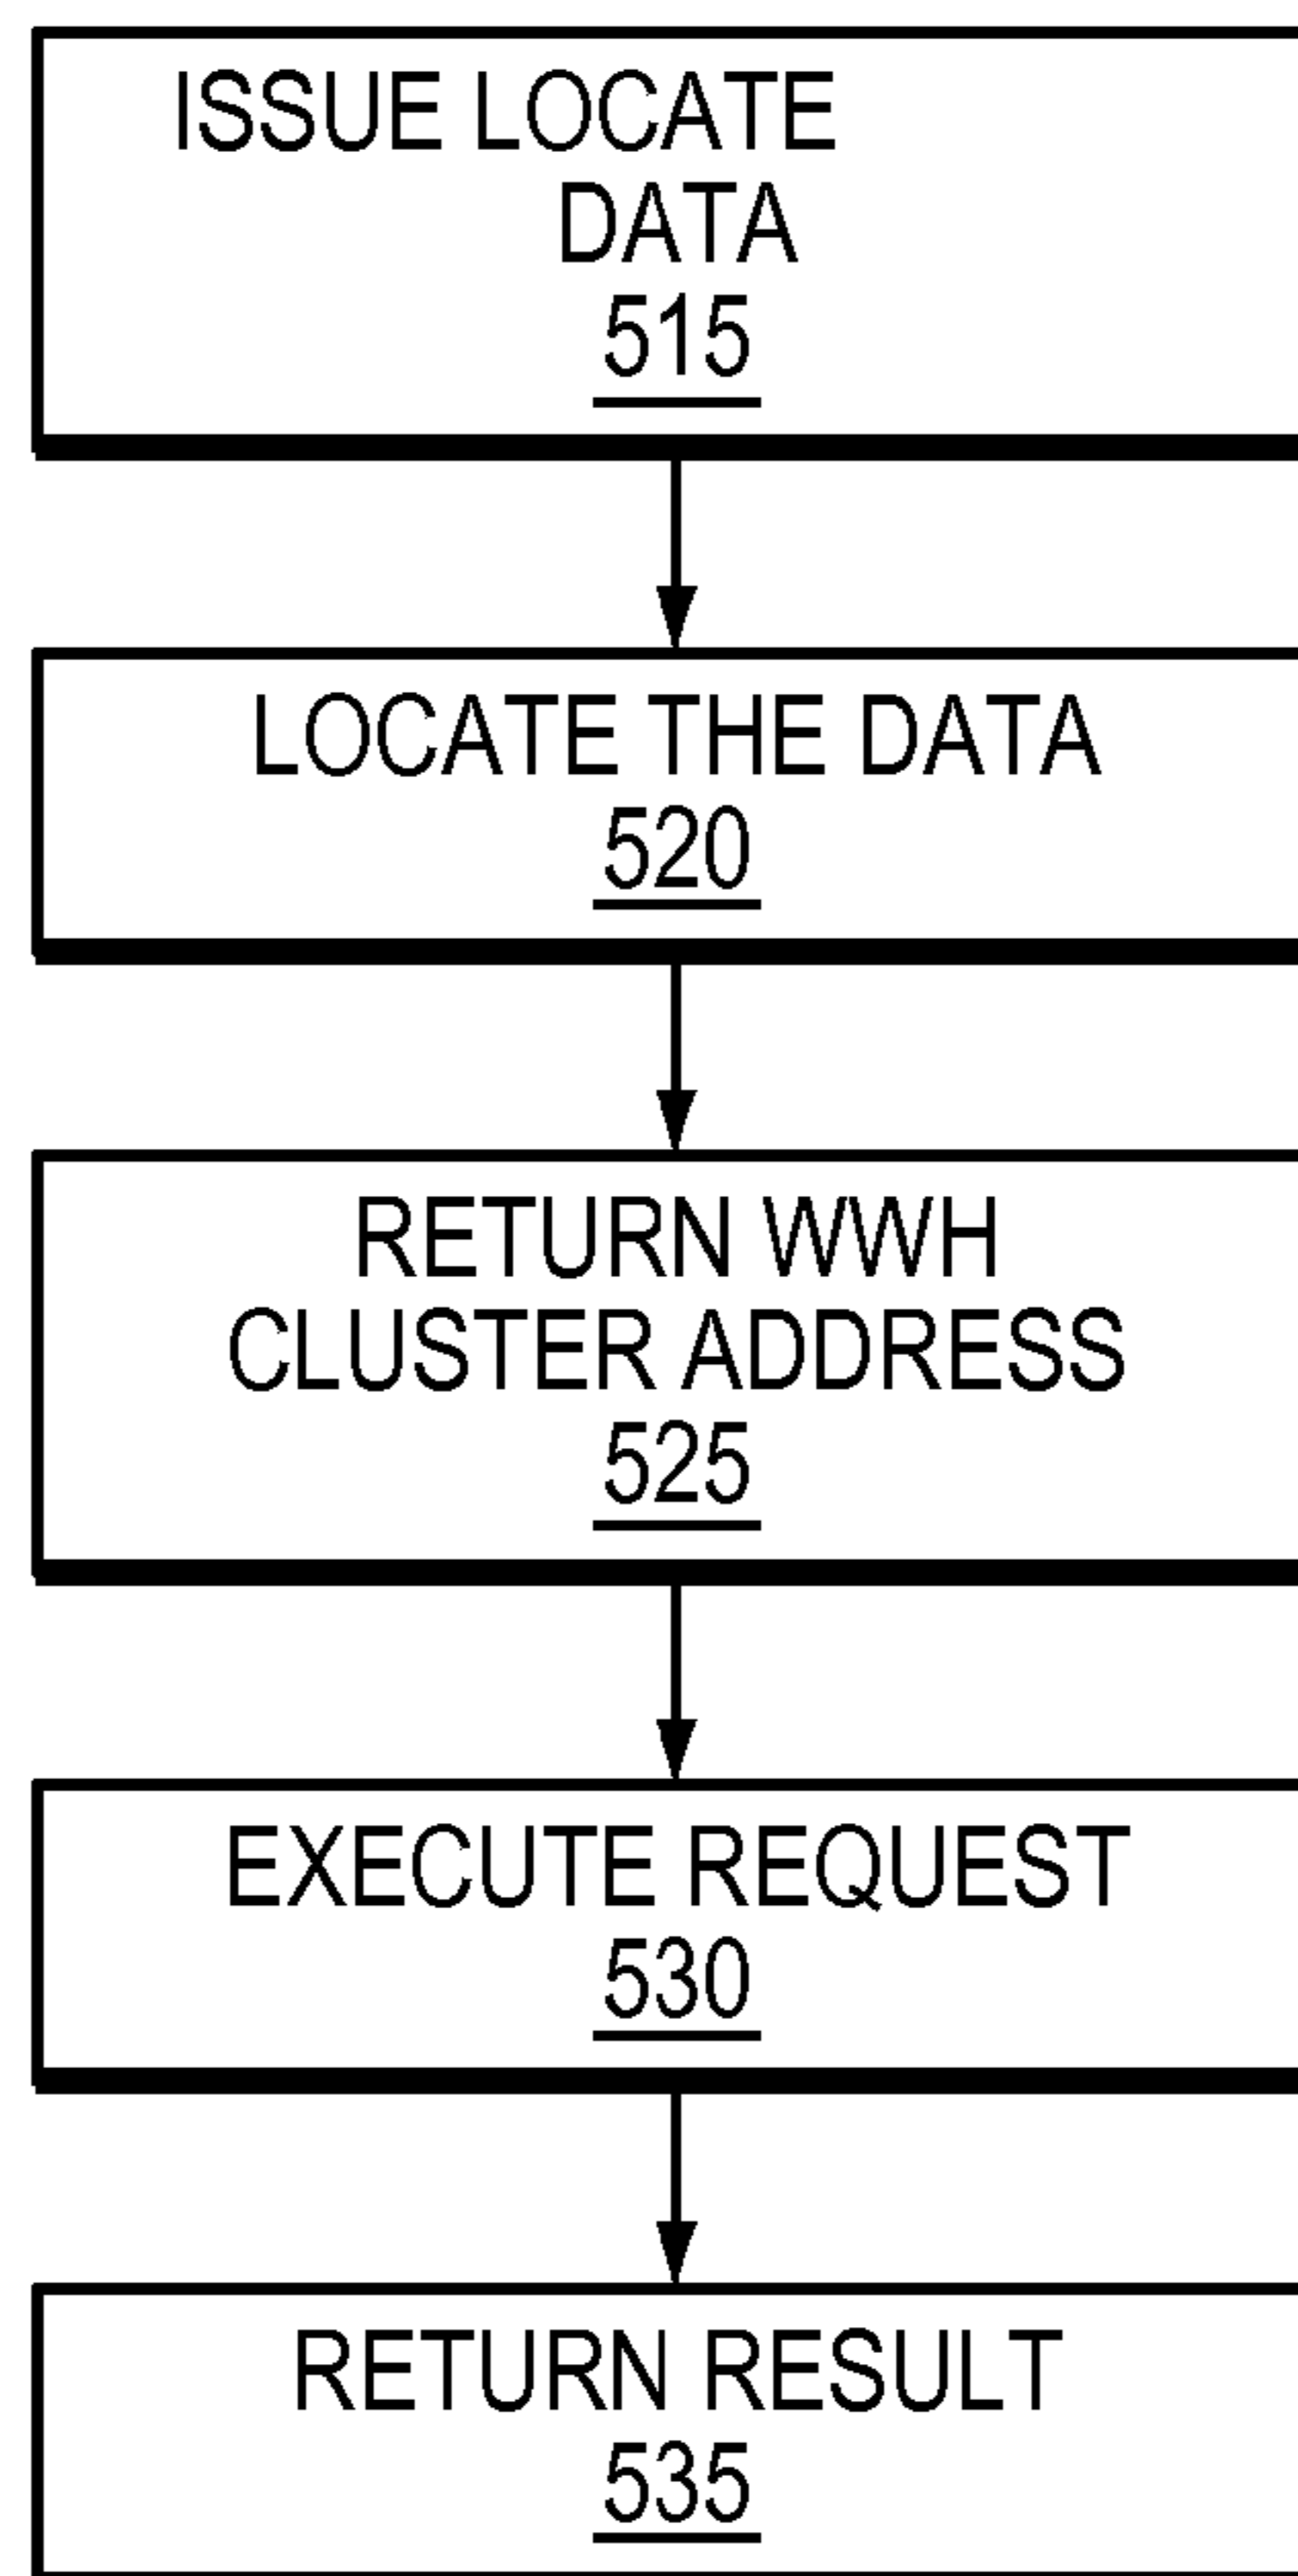 ISSUE LOCATE
DATA
515
LOCATE THE DATA
520
RETURN WWH
CLUSTER ADDRESS
525
EXECUTE REQUEST
530
RETURN RESULT
535